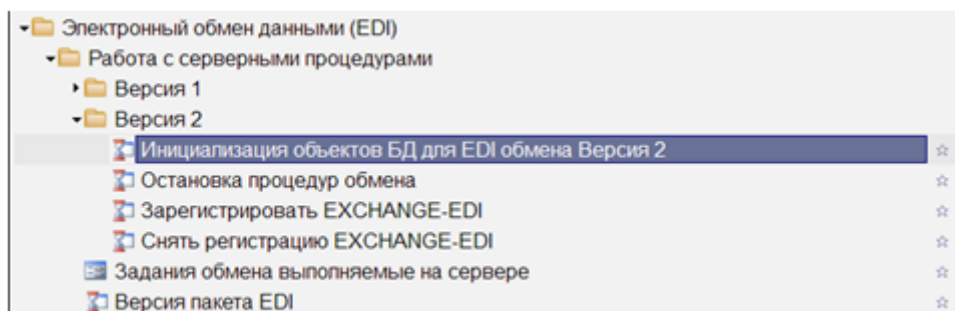 Электронный обмен данными (EDI)
Работа с серверными процедурами
Версия 1
Версия 2
Инициализация объектов БД для EDI обмена Версия 2
Остановка процедур обмена
Зарегистрировать EXCHANGE-EDI
Снять регистрацию EXCHANGE-EDI
Задания обмена выполняемые на сервере
Версия пакета EDI